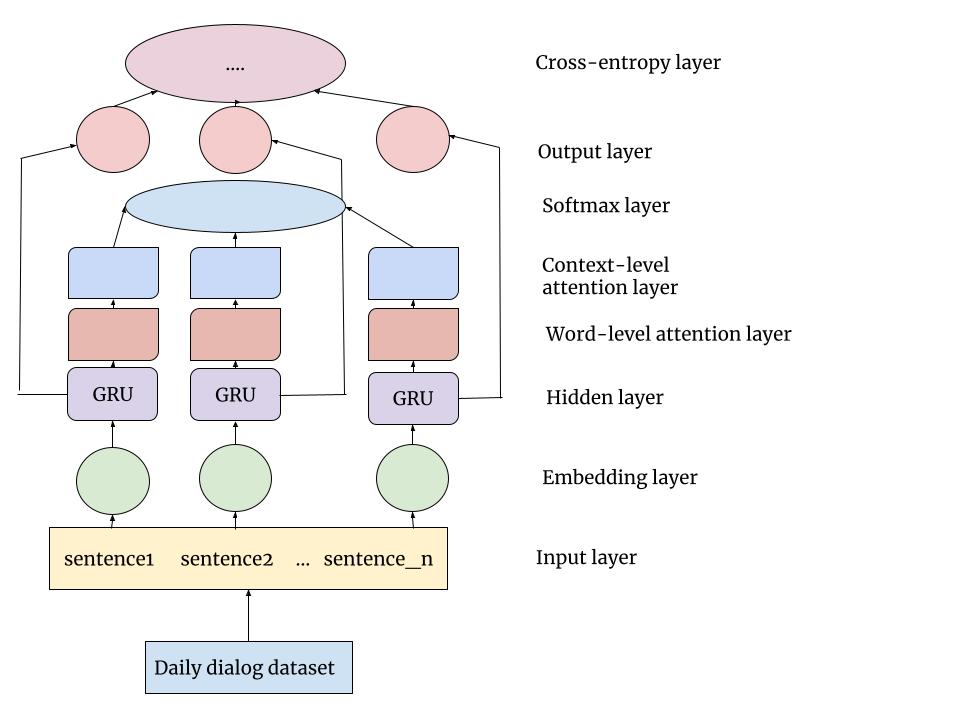 ....
Cross-entropy layer
Output layer
Softmax layer
Context-level
attention layer
Word-level attention layer
GRU GRU GRU
Hidden layer
Embedding layer
sentence1 sentence2 ... sentence_n
Input layer
Daily dialog dataset